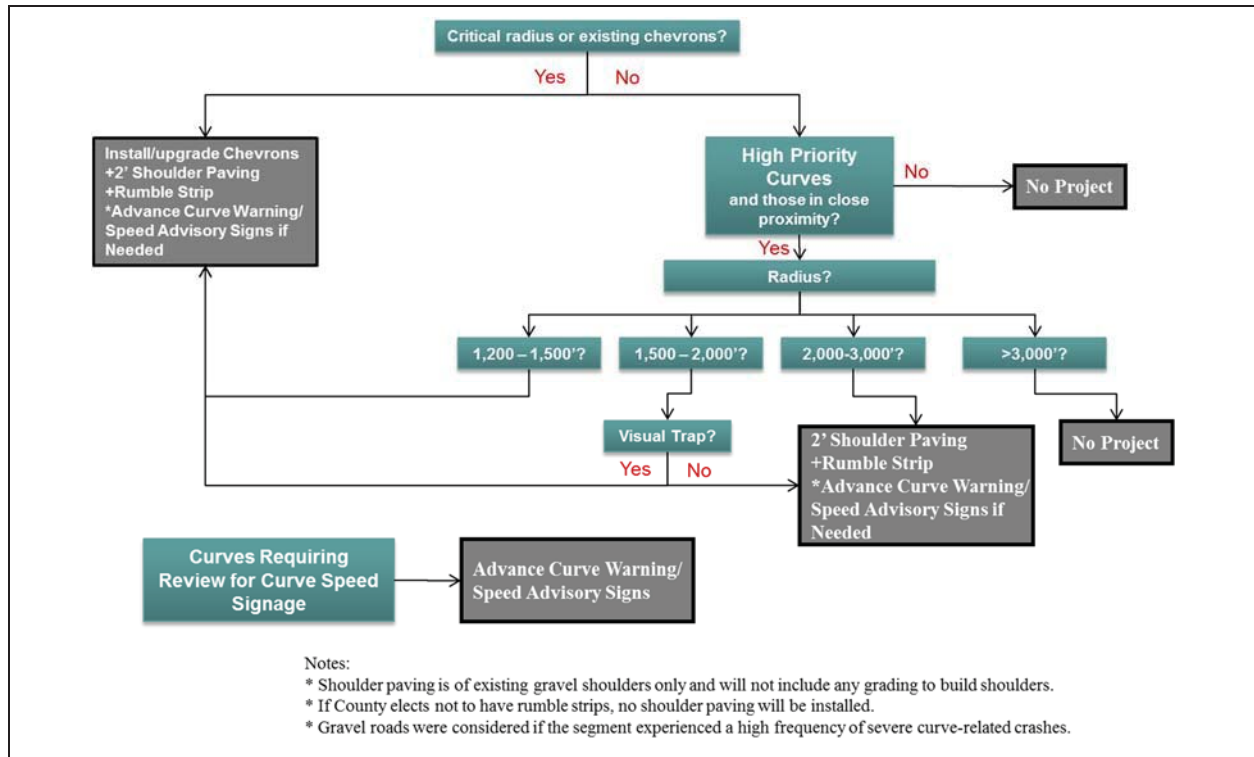 Critical radius or existing chevrons?
Yes
No
Install/upgrade Chevrons
+2' Shoulder Paving
+Rumble Strip
*Advance Curve Warning/
Speed Advisory Signs if
Needed
High Priority
Curves
and those in close
proximity?
No
No Project
Yes
Radius?
1,200 – 1,500’?
1,500 – 2,000’?
2,000-3,000’?
>3,000’?
Visual Trap?
Yes
No
2’ Shoulder Paving
+Rumble Strip
*Advance Curve Warning/
Speed Advisory Signs if
Needed
No Project
Curves Requiring
Review for Curve Speed
Signage
Advance Curve Warning/
Speed Advisory Signs
Notes:
* Shoulder paving is of existing gravel shoulders only and will not include any grading to build shoulders.
* If County elects not to have rumble strips, no shoulder paving will be installed.
* Gravel roads were considered if the segment experienced a high frequency of severe curve-related crashes.